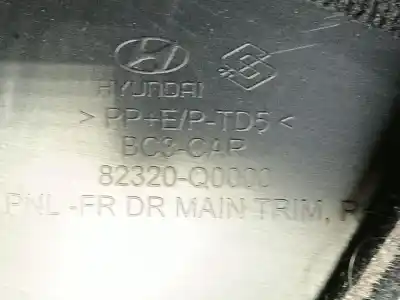 HYUNDAI
> PP+E/P-TD5 <
BC3-CAR
82320-Q0000
PNL -FR DR MAIN TRIM, R